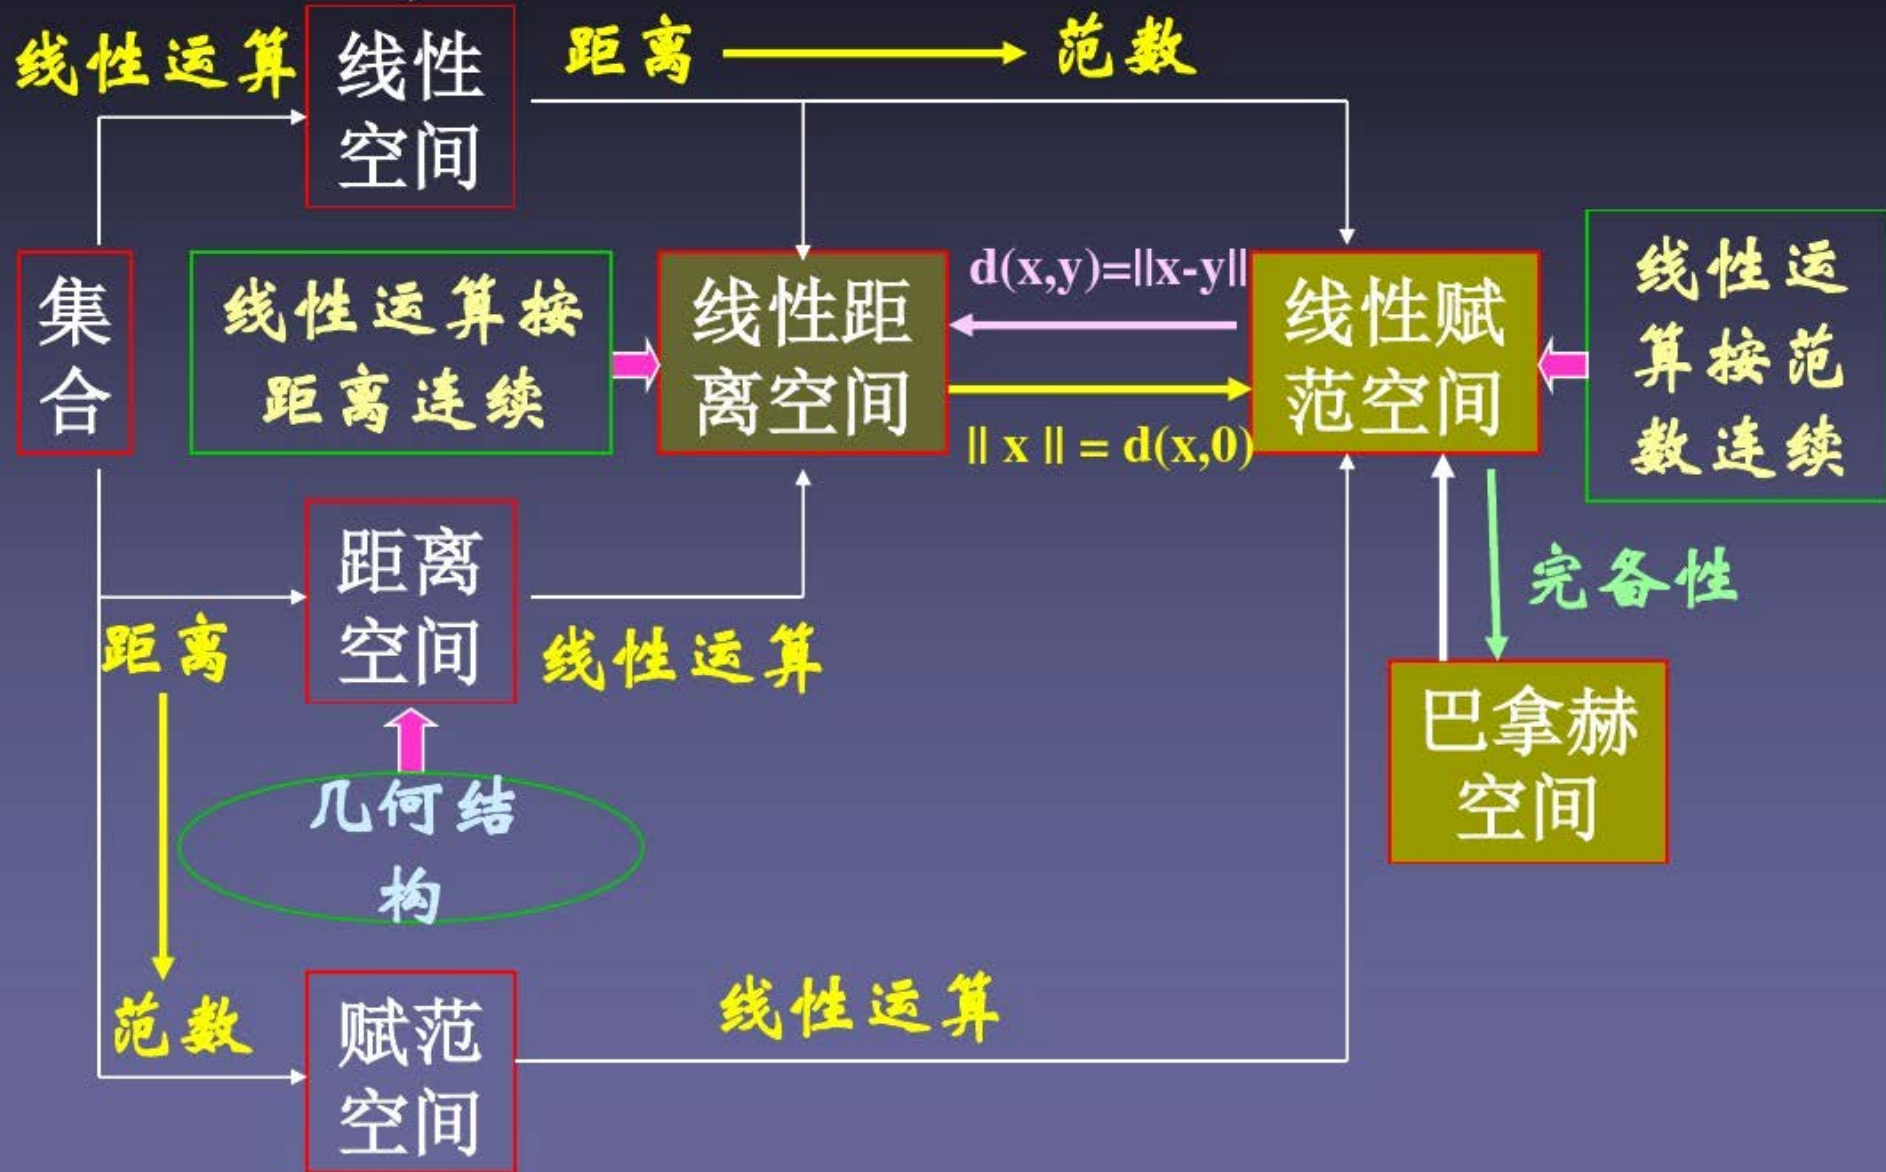 线性运算
线性
空间
距离
范数
集
合
线性运算按
距离连续
线性距
离空间
d(x,y)=||x-y||
|| x || = d(x,0)
线性赋
范空间
线性运
算按范
数连续
距离
空间
距离
线性运算
完备性
巴拿赫
空间
几何结
构
范数
赋范
空间
线性运算